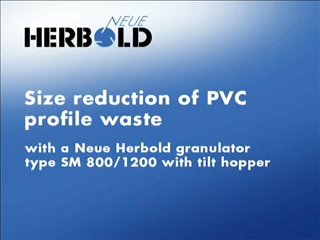 NEUE
HERBOLD
Size reduction of PVC
profile waste
with a Neue Herbold granulator
type SM 800/1200 with tilt hopper